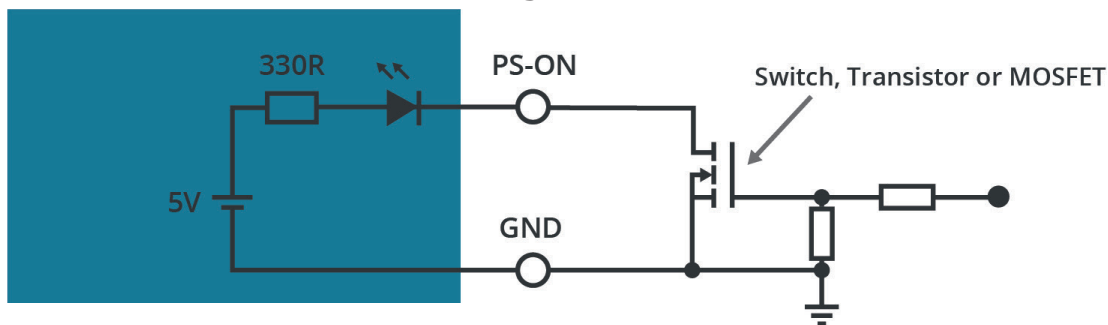 330R
PS-ON
Switch, Transistor or MOSFET
5V
GND